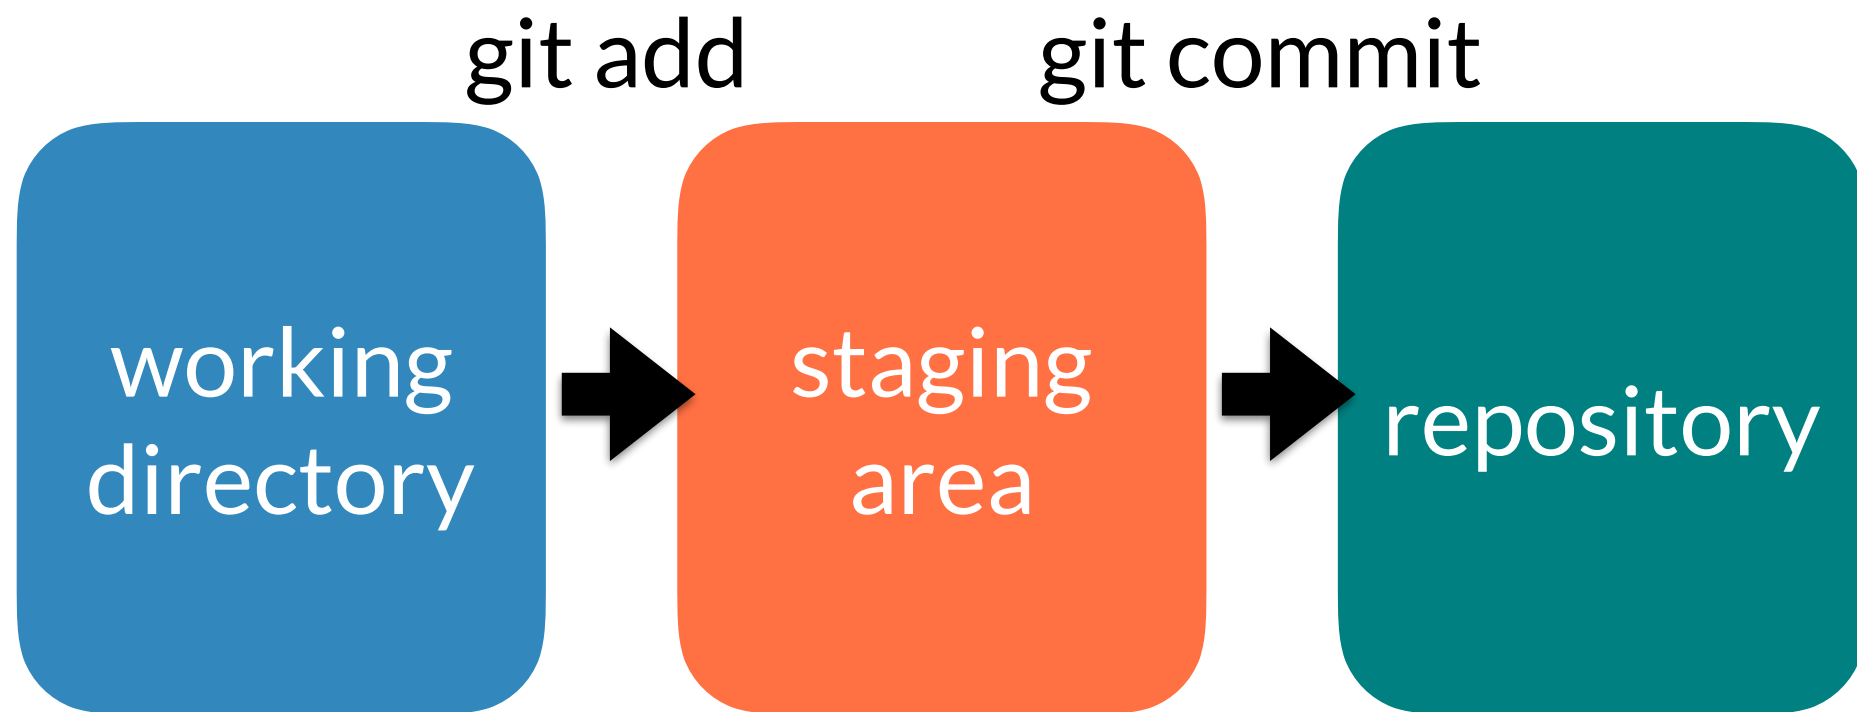 git add
git commit
working
directory
staging
area
repository